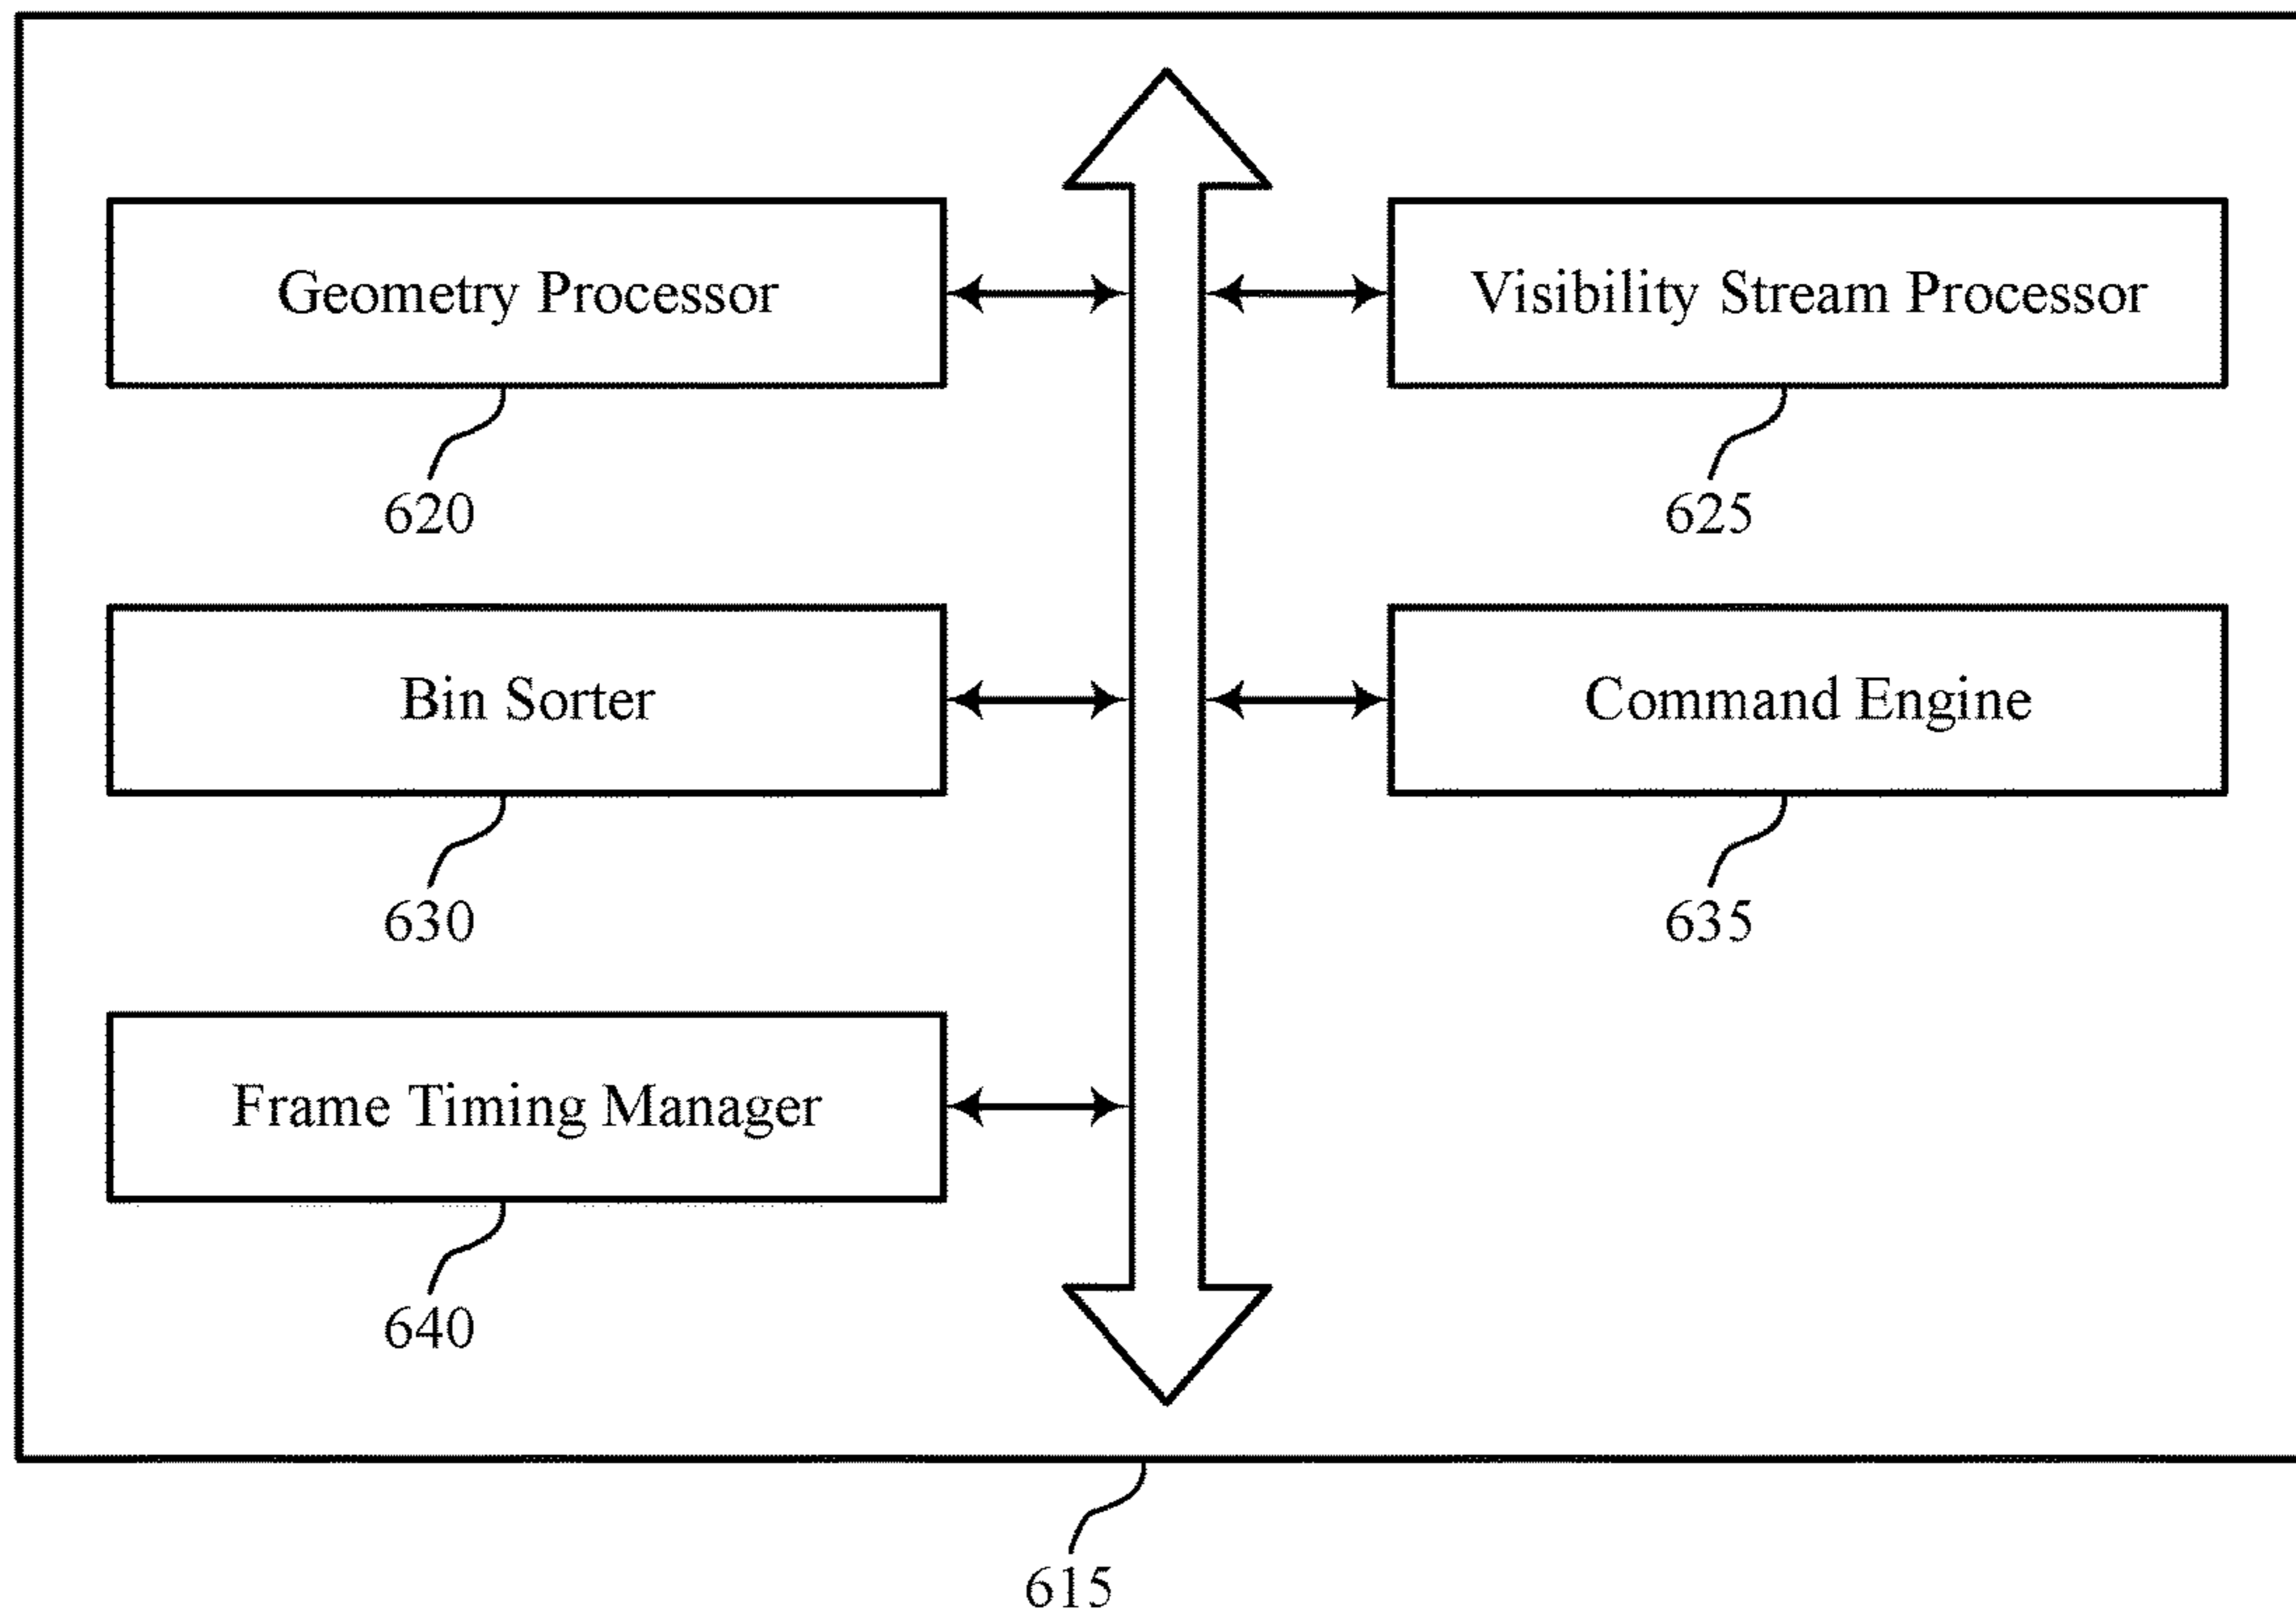 Geometry Processor
Visibility Stream Processor
620
625
Bin Sorter
Command Engine
630
635
Frame Timing Manager
640
615